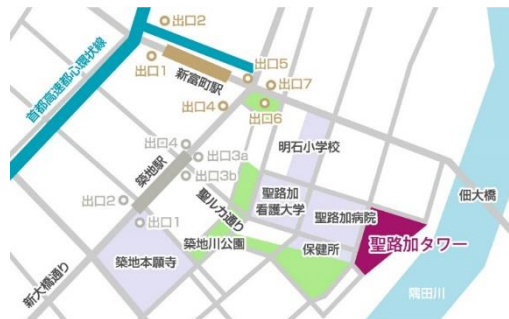 出口2
首都高速都心環状線
出口1
新富町駅
出口5
出口7
出口4
出口6
出口4
出口3a
出口3b
築地駅
明石小学校
出口2
出口1
聖ルカ通り
聖路加
看護大学
聖路加病院
佃大橋
築地川公園
保健所
聖路加タワー
築地本願寺
新大橋通り
隅田川